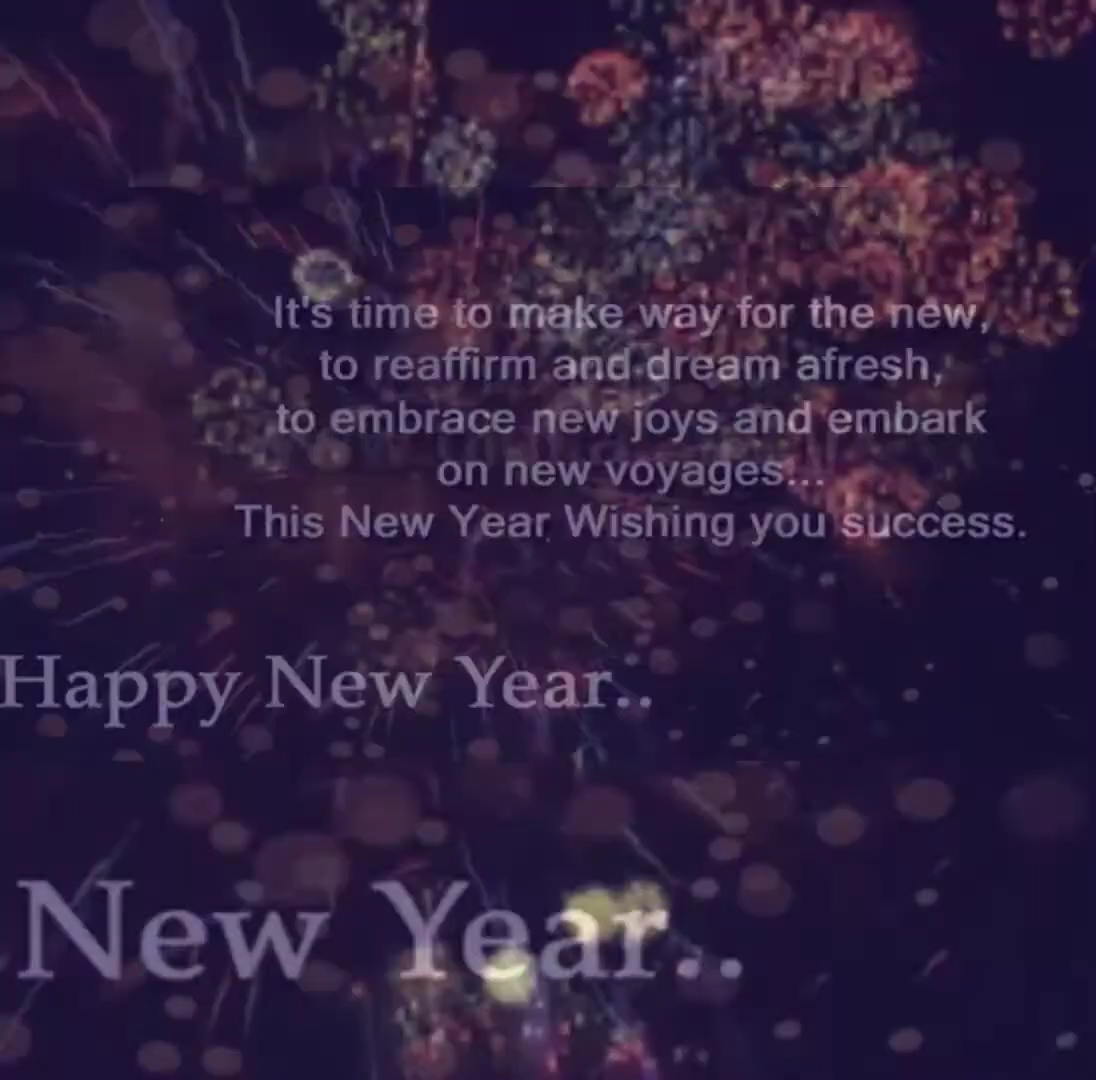 It's time to make way for the new,
to reaffirm and dream afresh,
to embrace new joys and embark
on new voyages...
This New Year Wishing you success.
Happy New Year..
New Year..